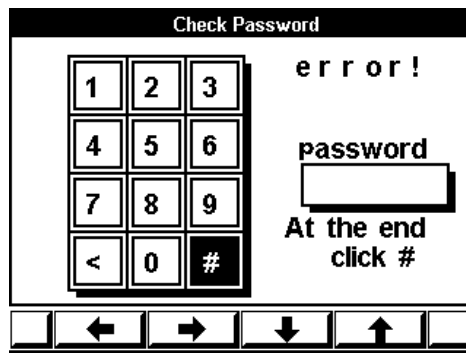 Check Password
error!
1 2 3
4 5 6
password
7 8 9
At the end
< 0 #
click #